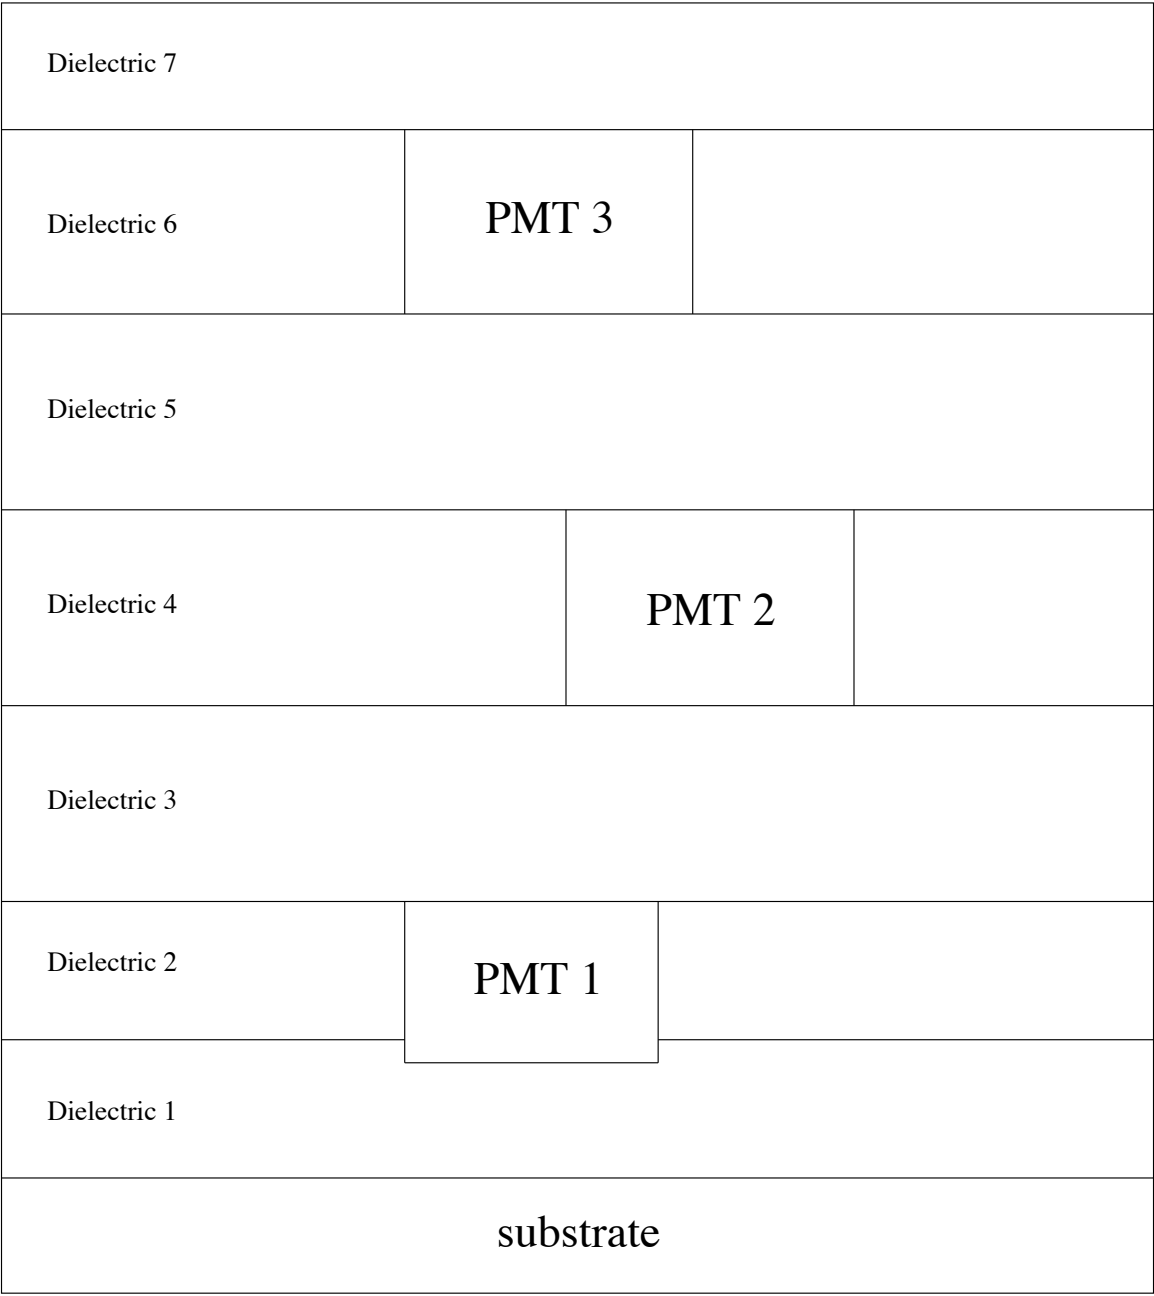 Dielectric 7
Dielectric 6
PMT 3
Dielectric 5
Dielectric 4
PMT 2
Dielectric 3
Dielectric 2
PMT 1
Dielectric 1
substrate